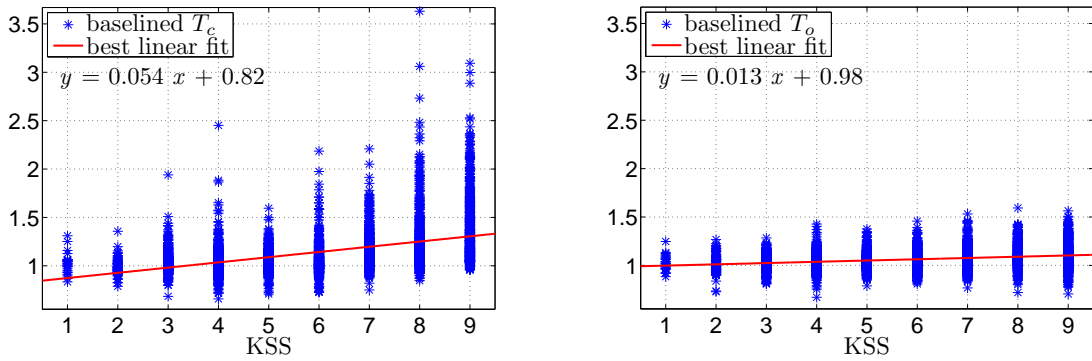 baselined T_c
best linear fit
y = 0.054 x + 0.82
3.5
3
2.5
2
1.5
1
1 2 3 4 5 6 7 8 9
KSS
baselined T_o
best linear fit
y = 0.013 x + 0.98
3.5
3
2.5
2
1.5
1
1 2 3 4 5 6 7 8 9
KSS